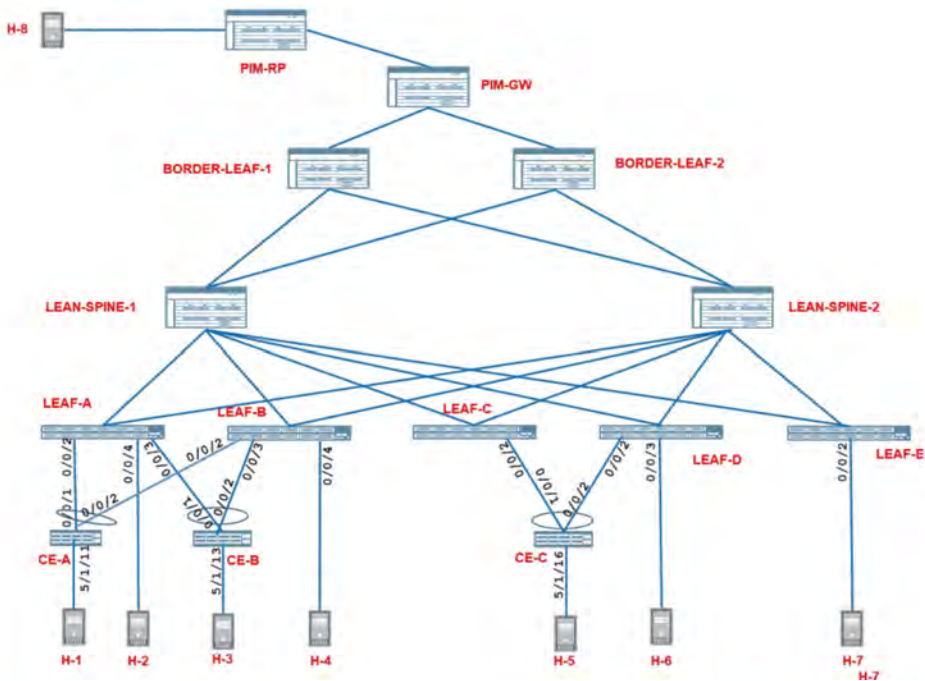 H-8
PIM-RP
PIM-GW
BORDER-LEAF-1
BORDER-LEAF-2
LEAN-SPINE-1
LEAN-SPINE-2
LEAF-A
LEAF-B
LEAF-C
LEAF-D
LEAF-E
0/0/2
0/0/4
0/0/3
0/0/2
0/0/3
0/0/4
0/0/2
0/0/2
0/0/3
0/0/2
0/0/1
0/0/2
0/0/1
0/0/2
0/0/1
0/0/2
CE-A
CE-B
CE-C
5/1/11
5/1/13
5/1/16
H-1
H-2
H-3
H-4
H-5
H-6
H-7
H-7